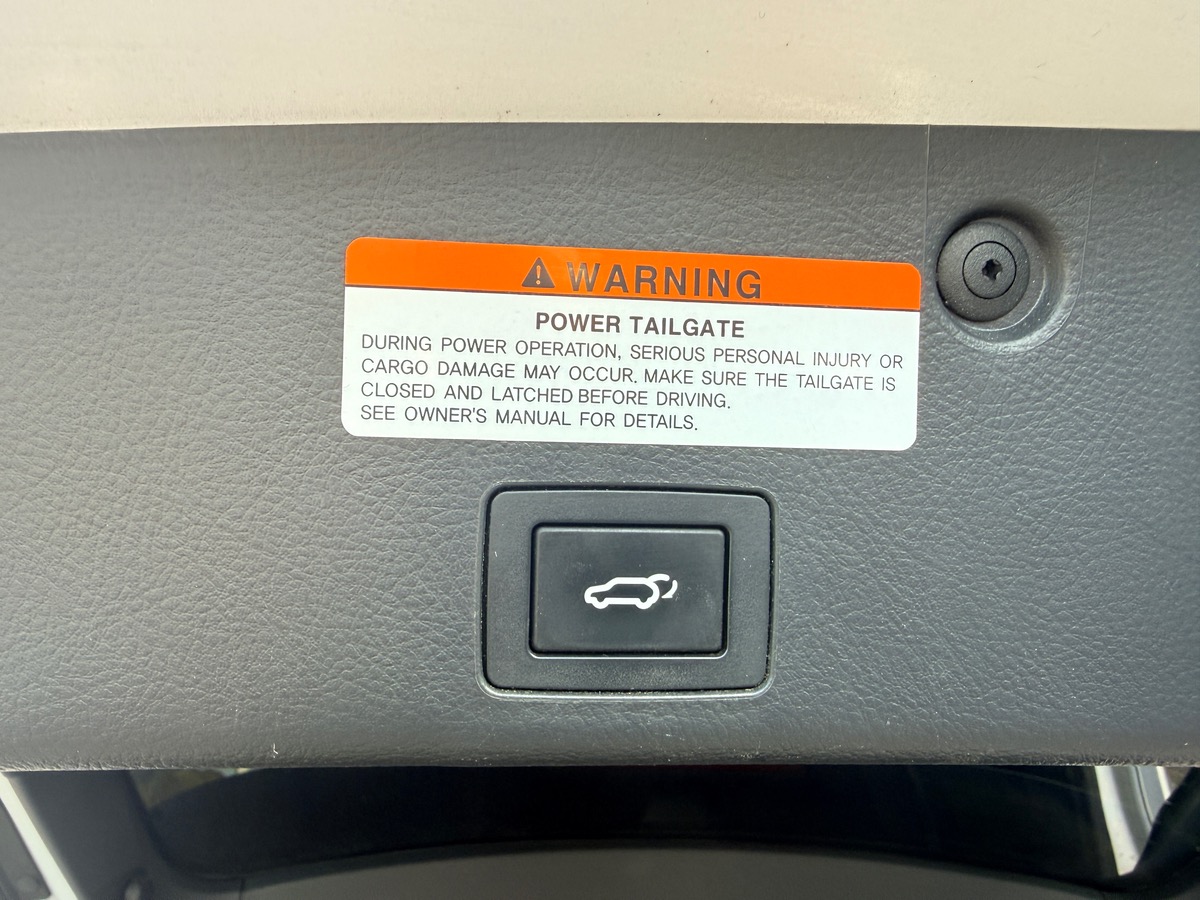 WARNING
POWER TAILGATE
DURING POWER OPERATION, SERIOUS PERSONAL INJURY OR
CARGO DAMAGE MAY OCCUR. MAKE SURE THE TAILGATE IS
CLOSED AND LATCHED BEFORE DRIVING.
SEE OWNER'S MANUAL FOR DETAILS.